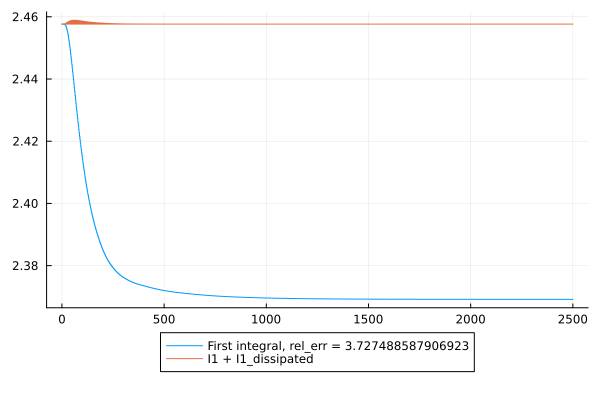 2.46
2.44
2.42
2.40
2.38
0 500 1000 1500 2000 2500
First integral, rel_err = 3.727488587906923
I1 + I1_dissipated